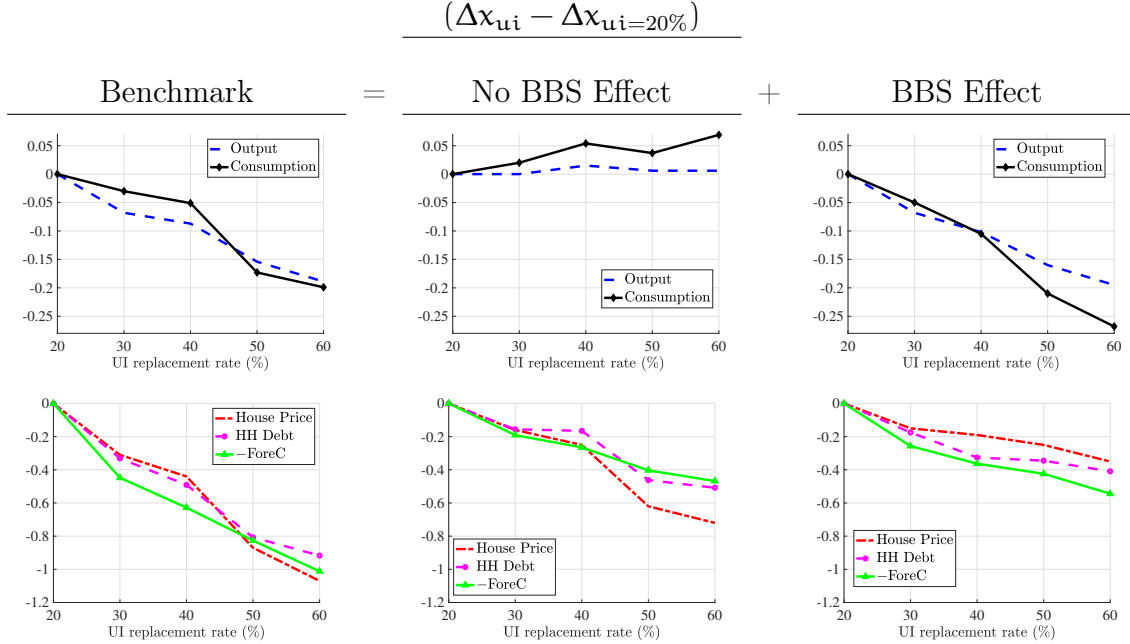 (Δx_ui − Δx_ui=20%)
Benchmark = No BBS Effect + BBS Effect
0.05
0
-0.05
-0.1
-0.15
-0.2
-0.25
20 30 40 50 60
UI replacement rate (%)
Output
Consumption
0.05
0
-0.05
-0.1
-0.15
-0.2
-0.25
20 30 40 50 60
UI replacement rate (%)
Output
Consumption
0.05
0
-0.05
-0.1
-0.15
-0.2
-0.25
20 30 40 50 60
UI replacement rate (%)
Output
Consumption
0
-0.2
-0.4
-0.6
-0.8
-1
-1.2
20 30 40 50 60
UI replacement rate (%)
House Price
HH Debt
−ForeC
0
-0.2
-0.4
-0.6
-0.8
-1
-1.2
20 30 40 50 60
UI replacement rate (%)
House Price
HH Debt
−ForeC
0
-0.2
-0.4
-0.6
-0.8
-1
-1.2
20 30 40 50 60
UI replacement rate (%)
House Price
HH Debt
−ForeC